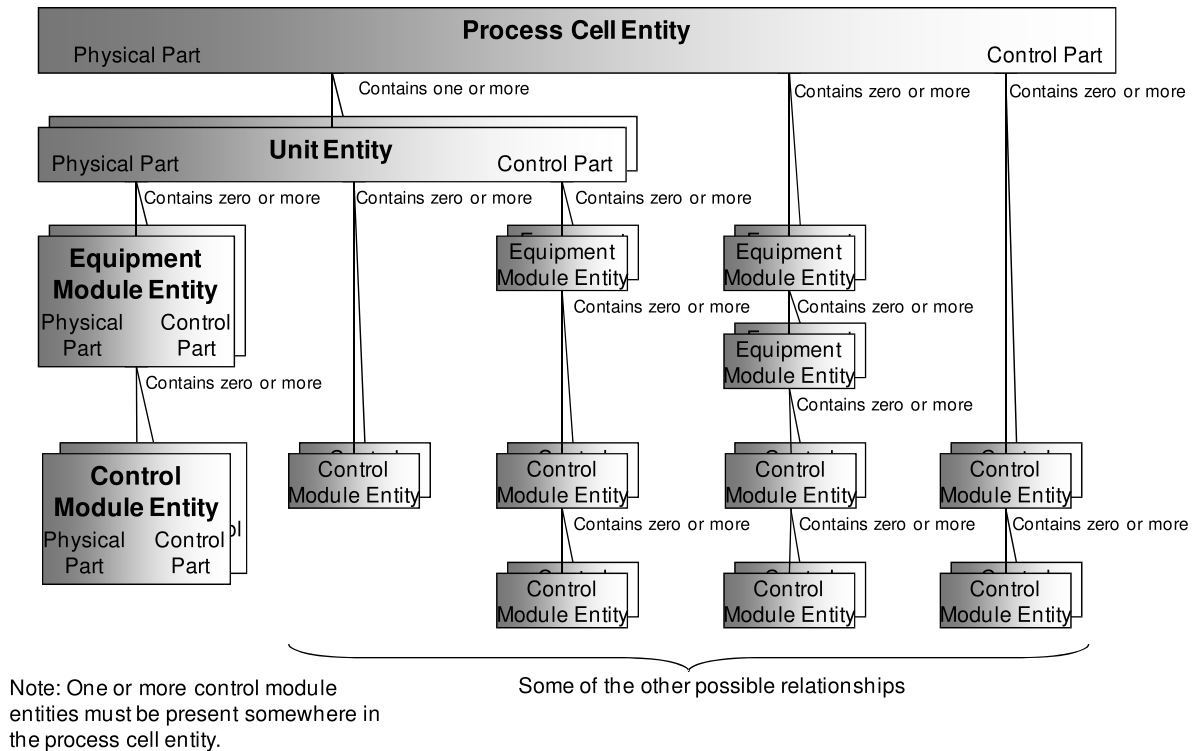 Process Cell Entity
Physical Part
Control Part
Contains one or more
Contains zero or more
Contains zero or more
Unit Entity
Physical Part
Control Part
Contains zero or more
Contains zero or more
Contains zero or more
Equipment
Module Entity
Physical
Part
Control
Part
Equipment
Module Entity
Equipment
Module Entity
Contains zero or more
Contains zero or more
Equipment
Module Entity
Contains zero or more
Contains zero or more
Control
Module Entity
Physical
Part
Control
Part
Control
Module Entity
Control
Module Entity
Control
Module Entity
Control
Module Entity
Contains zero or more
Contains zero or more
Contains zero or more
Control
Module Entity
Control
Module Entity
Control
Module Entity
Some of the other possible relationships
Note: One or more control module
entities must be present somewhere in
the process cell entity.